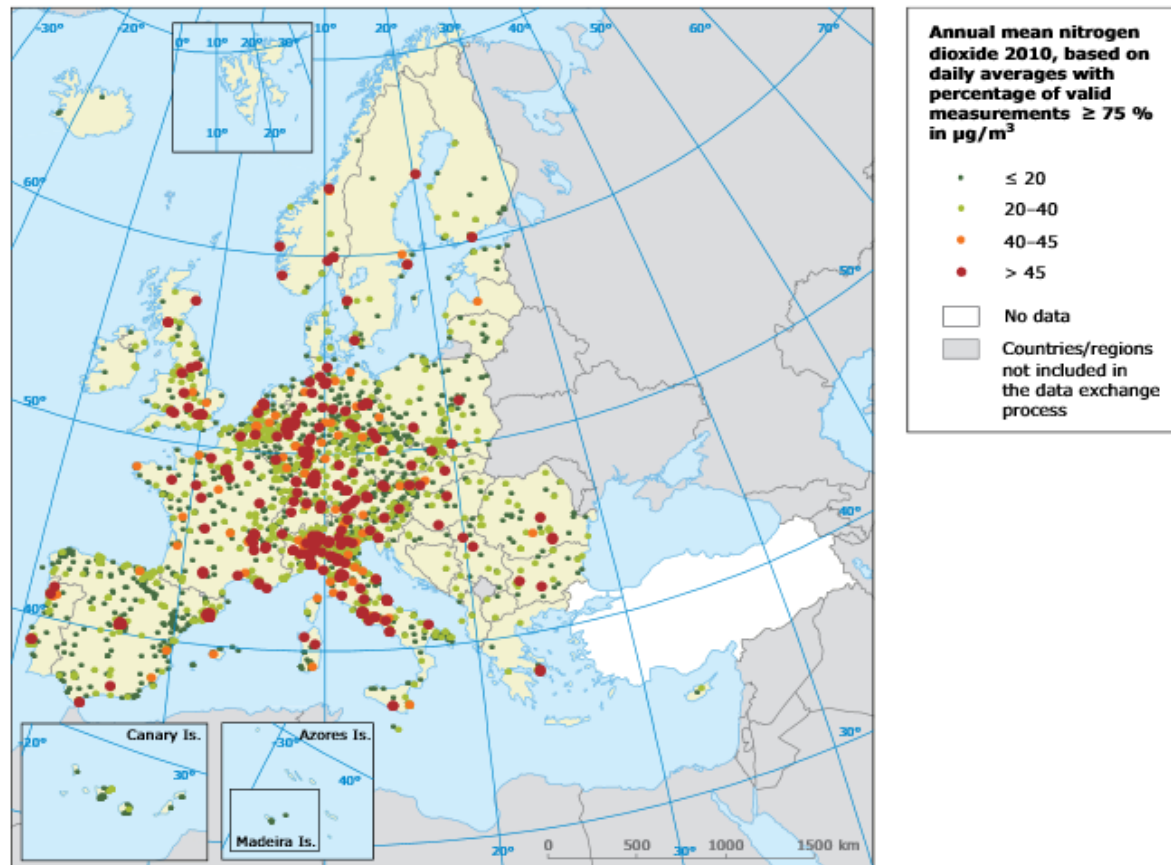 -30°
-20°
-10°
0°
10°
20°
30°
40°
50°
60°
70°
0° 10° 20° 30°
10° 20°
60°
50°
40°
50°
40°
30°
Canary Is.
-20°
30°
Azores Is.
-30°
40°
Madeira Is.
20°
30°
0 500 1000 1500 km
Annual mean nitrogen
dioxide 2010, based on
daily averages with
percentage of valid
measurements ≥ 75 %
in µg/m³
≤ 20
20–40
40–45
> 45
No data
Countries/regions
not included in
the data exchange
process